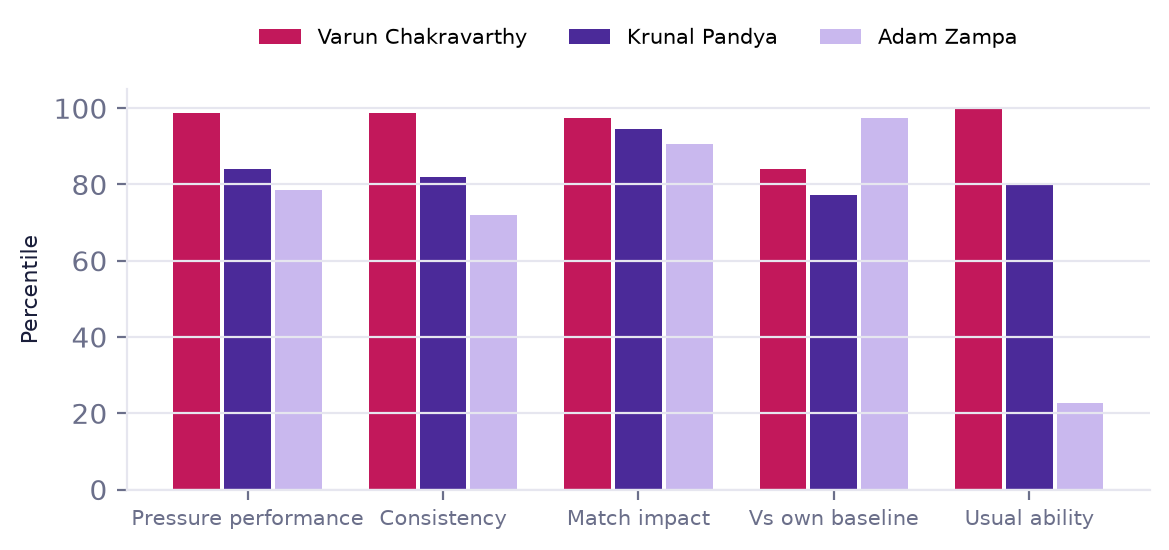 Varun Chakravarthy Krunal Pandya Adam Zampa
Percentile
100
80
60
40
20
0
Pressure performance Consistency Match impact Vs own baseline Usual ability